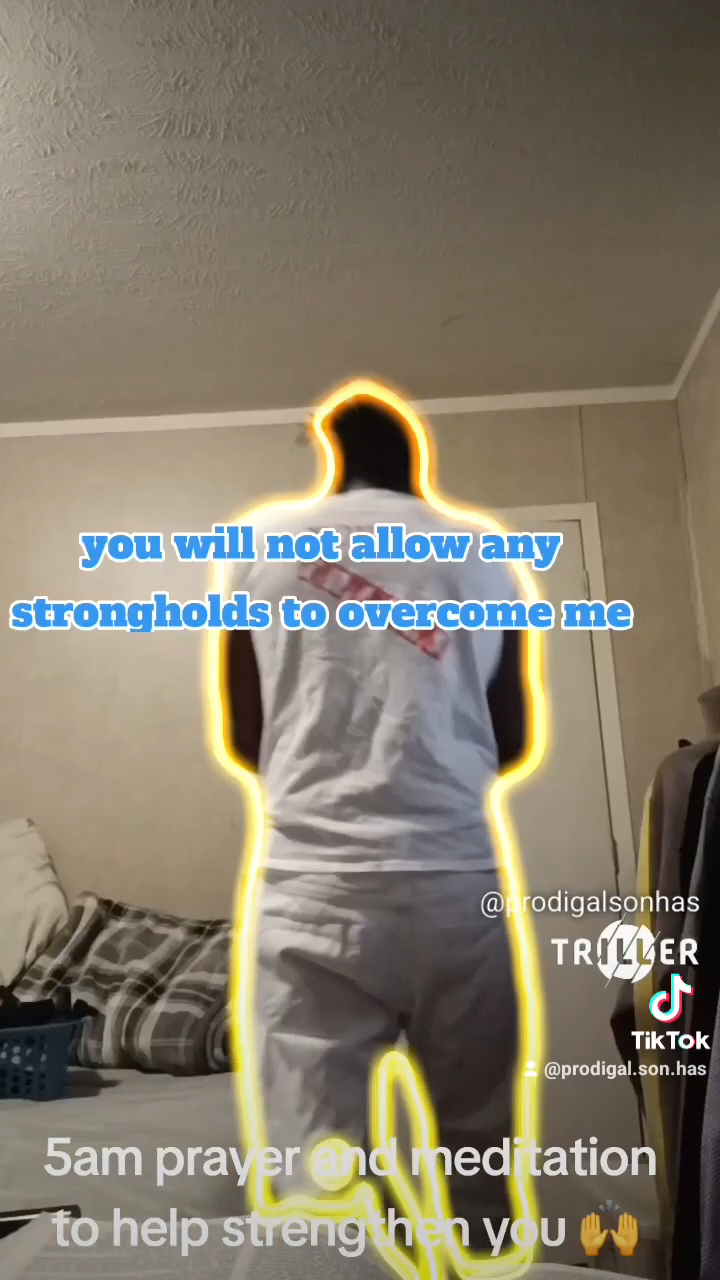 you will not allow any
strongholds to overcome me
@prodigalsonhas
TRILLER
TikTok
@prodigal.son.has
5am prayer and meditation
to help strengthen you 🙌